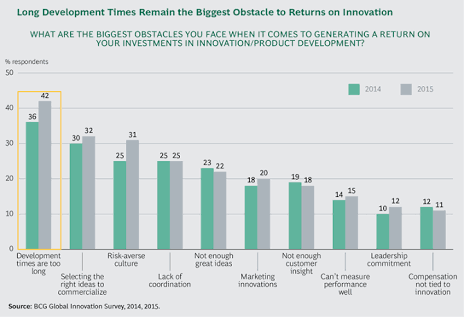 Long Development Times Remain the Biggest Obstacle to Returns on Innovation
WHAT ARE THE BIGGEST OBSTACLES YOU FACE WHEN IT COMES TO GENERATING A RETURN ON
YOUR INVESTMENTS IN INNOVATION/PRODUCT DEVELOPMENT?
% respondents
50
2014 2015
40
30
20
10
0
36 42
30 32
25 31
25 25
23 22
18 20
19 18
14 15
10 12
12 11
Development
times are too
long
Selecting the
right ideas to
commercialize
Risk-averse
culture
Lack of
coordination
Not enough
great ideas
Marketing
innovations
Not enough
customer
insight
Can't measure
performance
well
Leadership
commitment
Compensation
not tied to
innovation
Source: BCG Global Innovation Survey, 2014, 2015.